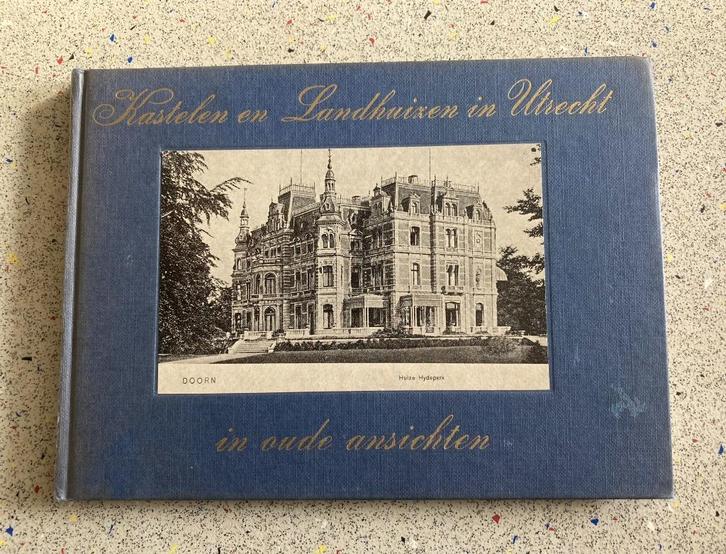 Kastelen en Landhuizen in Utrecht
DOORN Huize Hydepark
in oude ansichten